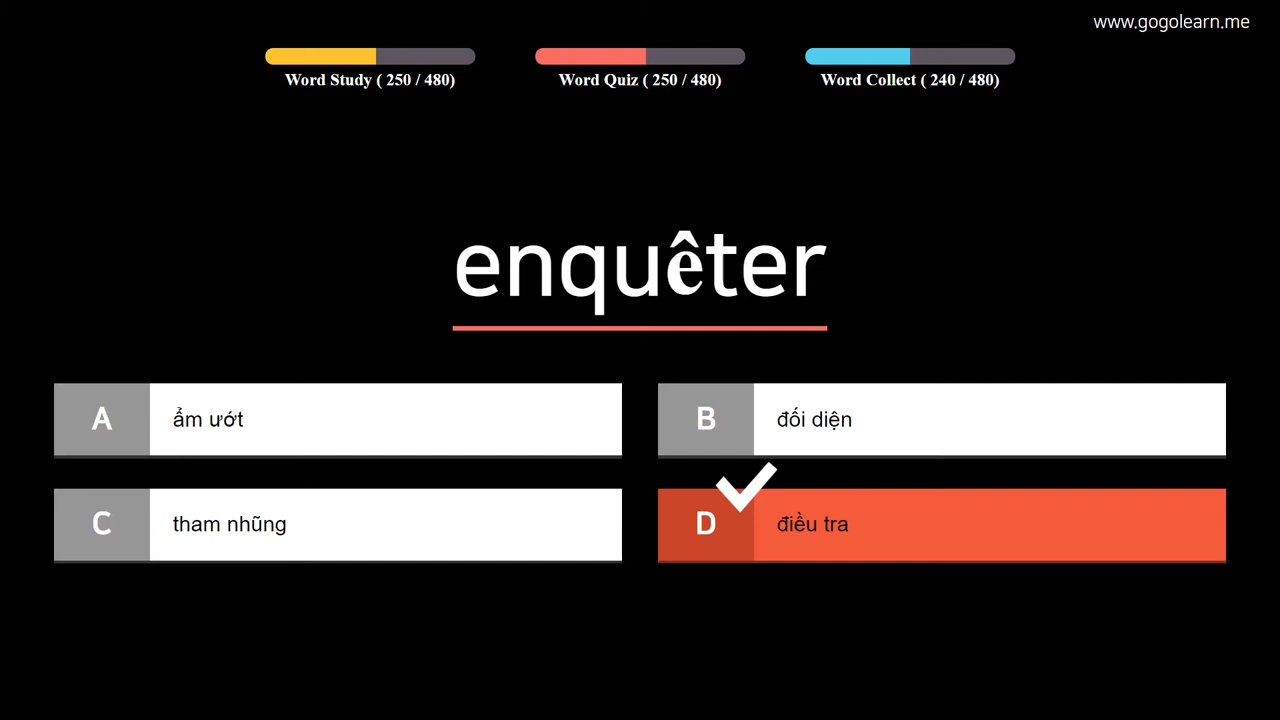 www.gogolearn.me
Word Study ( 250 / 480)
Word Quiz ( 250 / 480)
Word Collect ( 240 / 480)
enquêter
A
ẩm ướt
B
đối diện
C
tham nhũng
D
điều tra